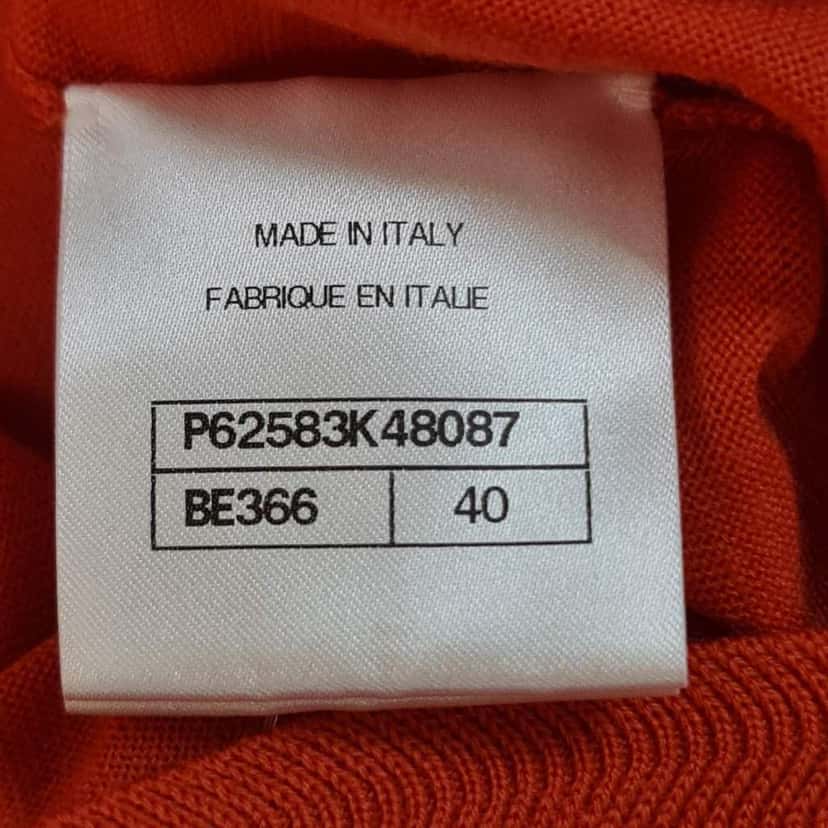 MADE IN ITALY
FABRIQUE EN ITALIE
P62583K48087
BE366 40